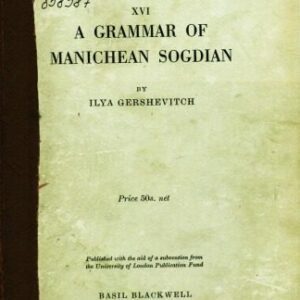 898987
XVI
A GRAMMAR OF
MANICHEAN SOGDIAN
BY
ILYA GERSHEVITCH
Price 50s. net
Published with the aid of a subvention from
the University of London Publication Fund
BASIL BLACKWELL